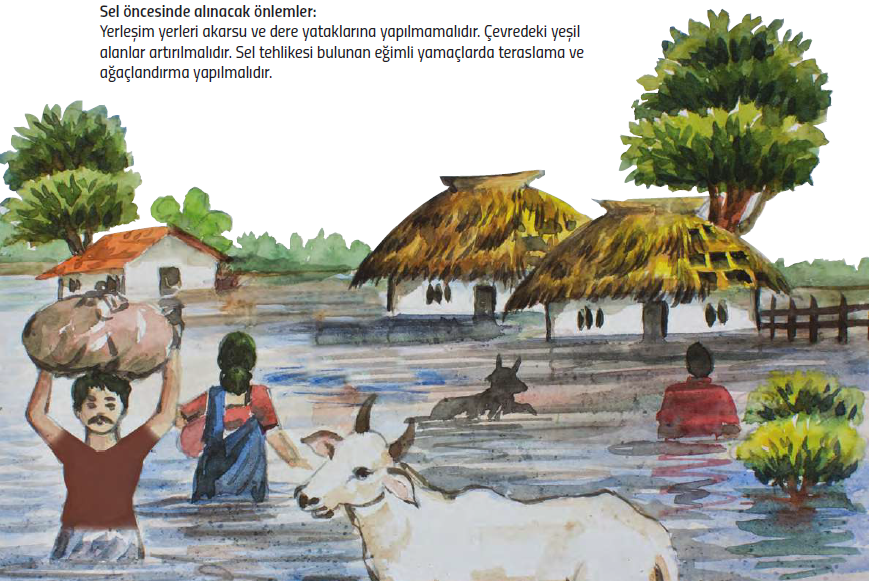 Sel öncesinde alınacak önlemler:
Yerleşim yerleri akarsu ve dere yataklarına yapılmamalıdır. Çevredeki yeşil
alanlar artırılmalıdır. Sel tehlikesi bulunan eğimli yamaçlarda teraslama ve
ağaçlandırma yapılmalıdır.